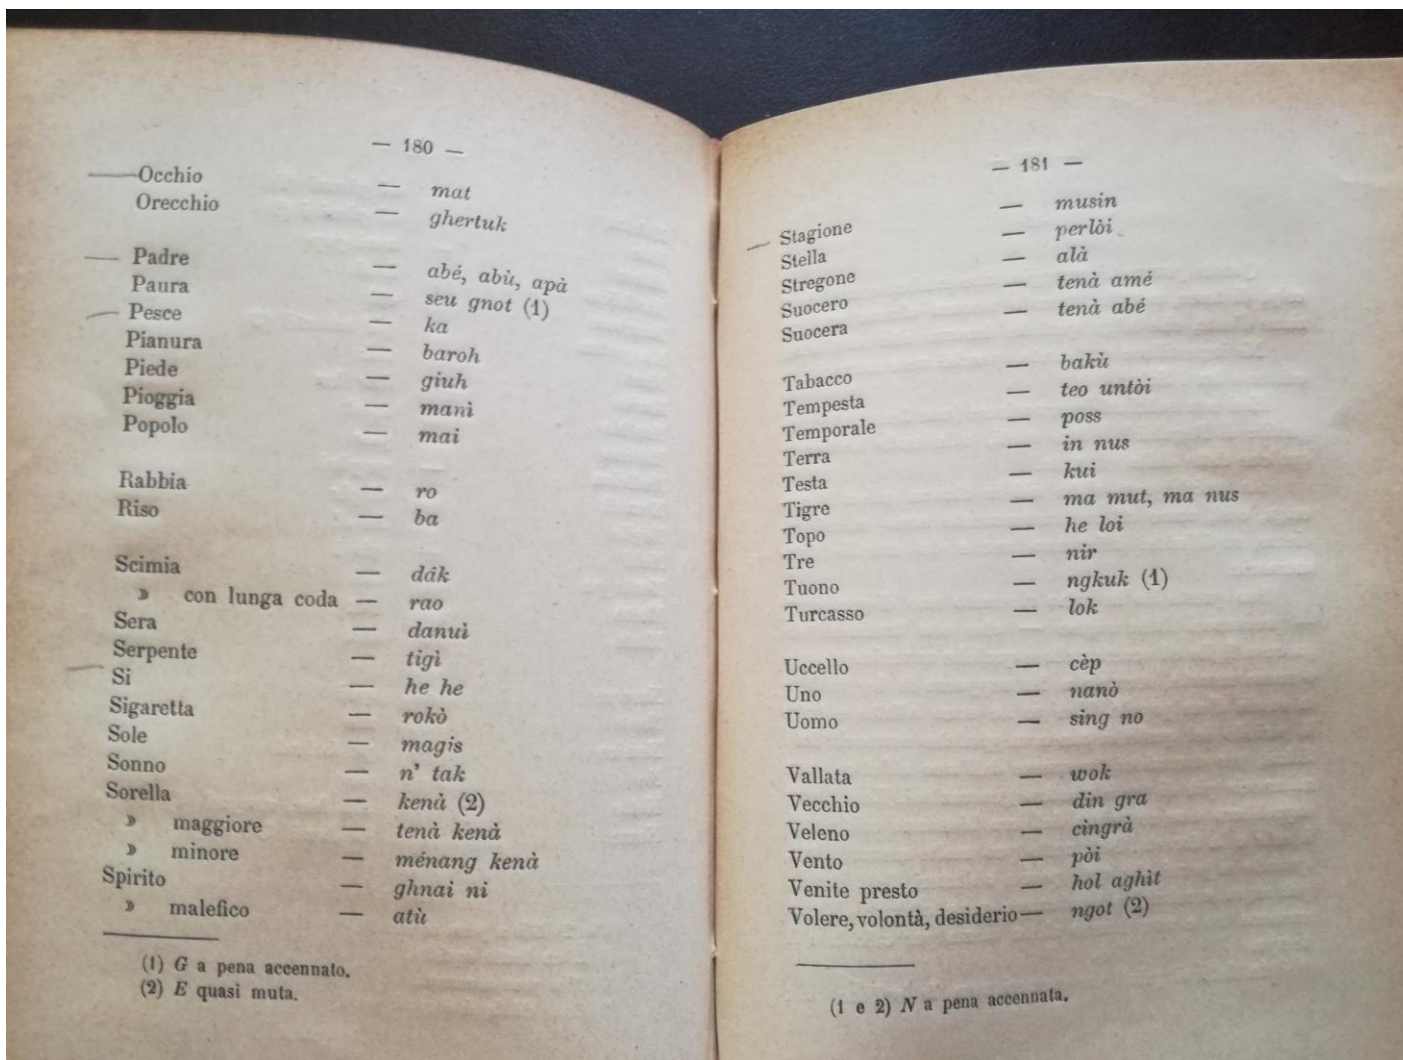 — 180 —
Occhio — mat
Orecchio — ghertuk
Padre — abé, abù, apà
Paura — seu gnot (1)
Pesce — ka
Pianura — baroh
Piede — giuh
Pioggia — manì
Popolo — mai
Rabbia — ro
Riso — ba
Scimia — dâk
» con lunga coda — rao
Sera — danuì
Serpente — tigì
Si — he he
Sigaretta — rokò
Sole — magis
Sonno — n' tak
Sorella — kenà (2)
» maggiore — tenà kenà
» minore — ménang kenà
Spirito — ghnai ni
» malefico — atù
(1) G a pena accennato.
(2) E quasi muta.
— 181 —
Stagione — musin
Stella — perlòi
Stregone — alà
Suocero — tenà amé
Suocera — tenà abé
Tabacco — bakù
Tempesta — teo untòi
Temporale — poss
Terra — in nus
Testa — kui
Tigre — ma mut, ma nus
Topo — he loi
Tre — nir
Tuono — ngkuk (1)
Turcasso — lok
Uccello — cèp
Uno — nanò
Uomo — sing no
Vallata — wok
Vecchio — din gra
Veleno — cingrà
Vento — pòi
Venite presto — hol aghìt
Volere, volontà, desiderio — ngot (2)
(1 e 2) N a pena accennata.